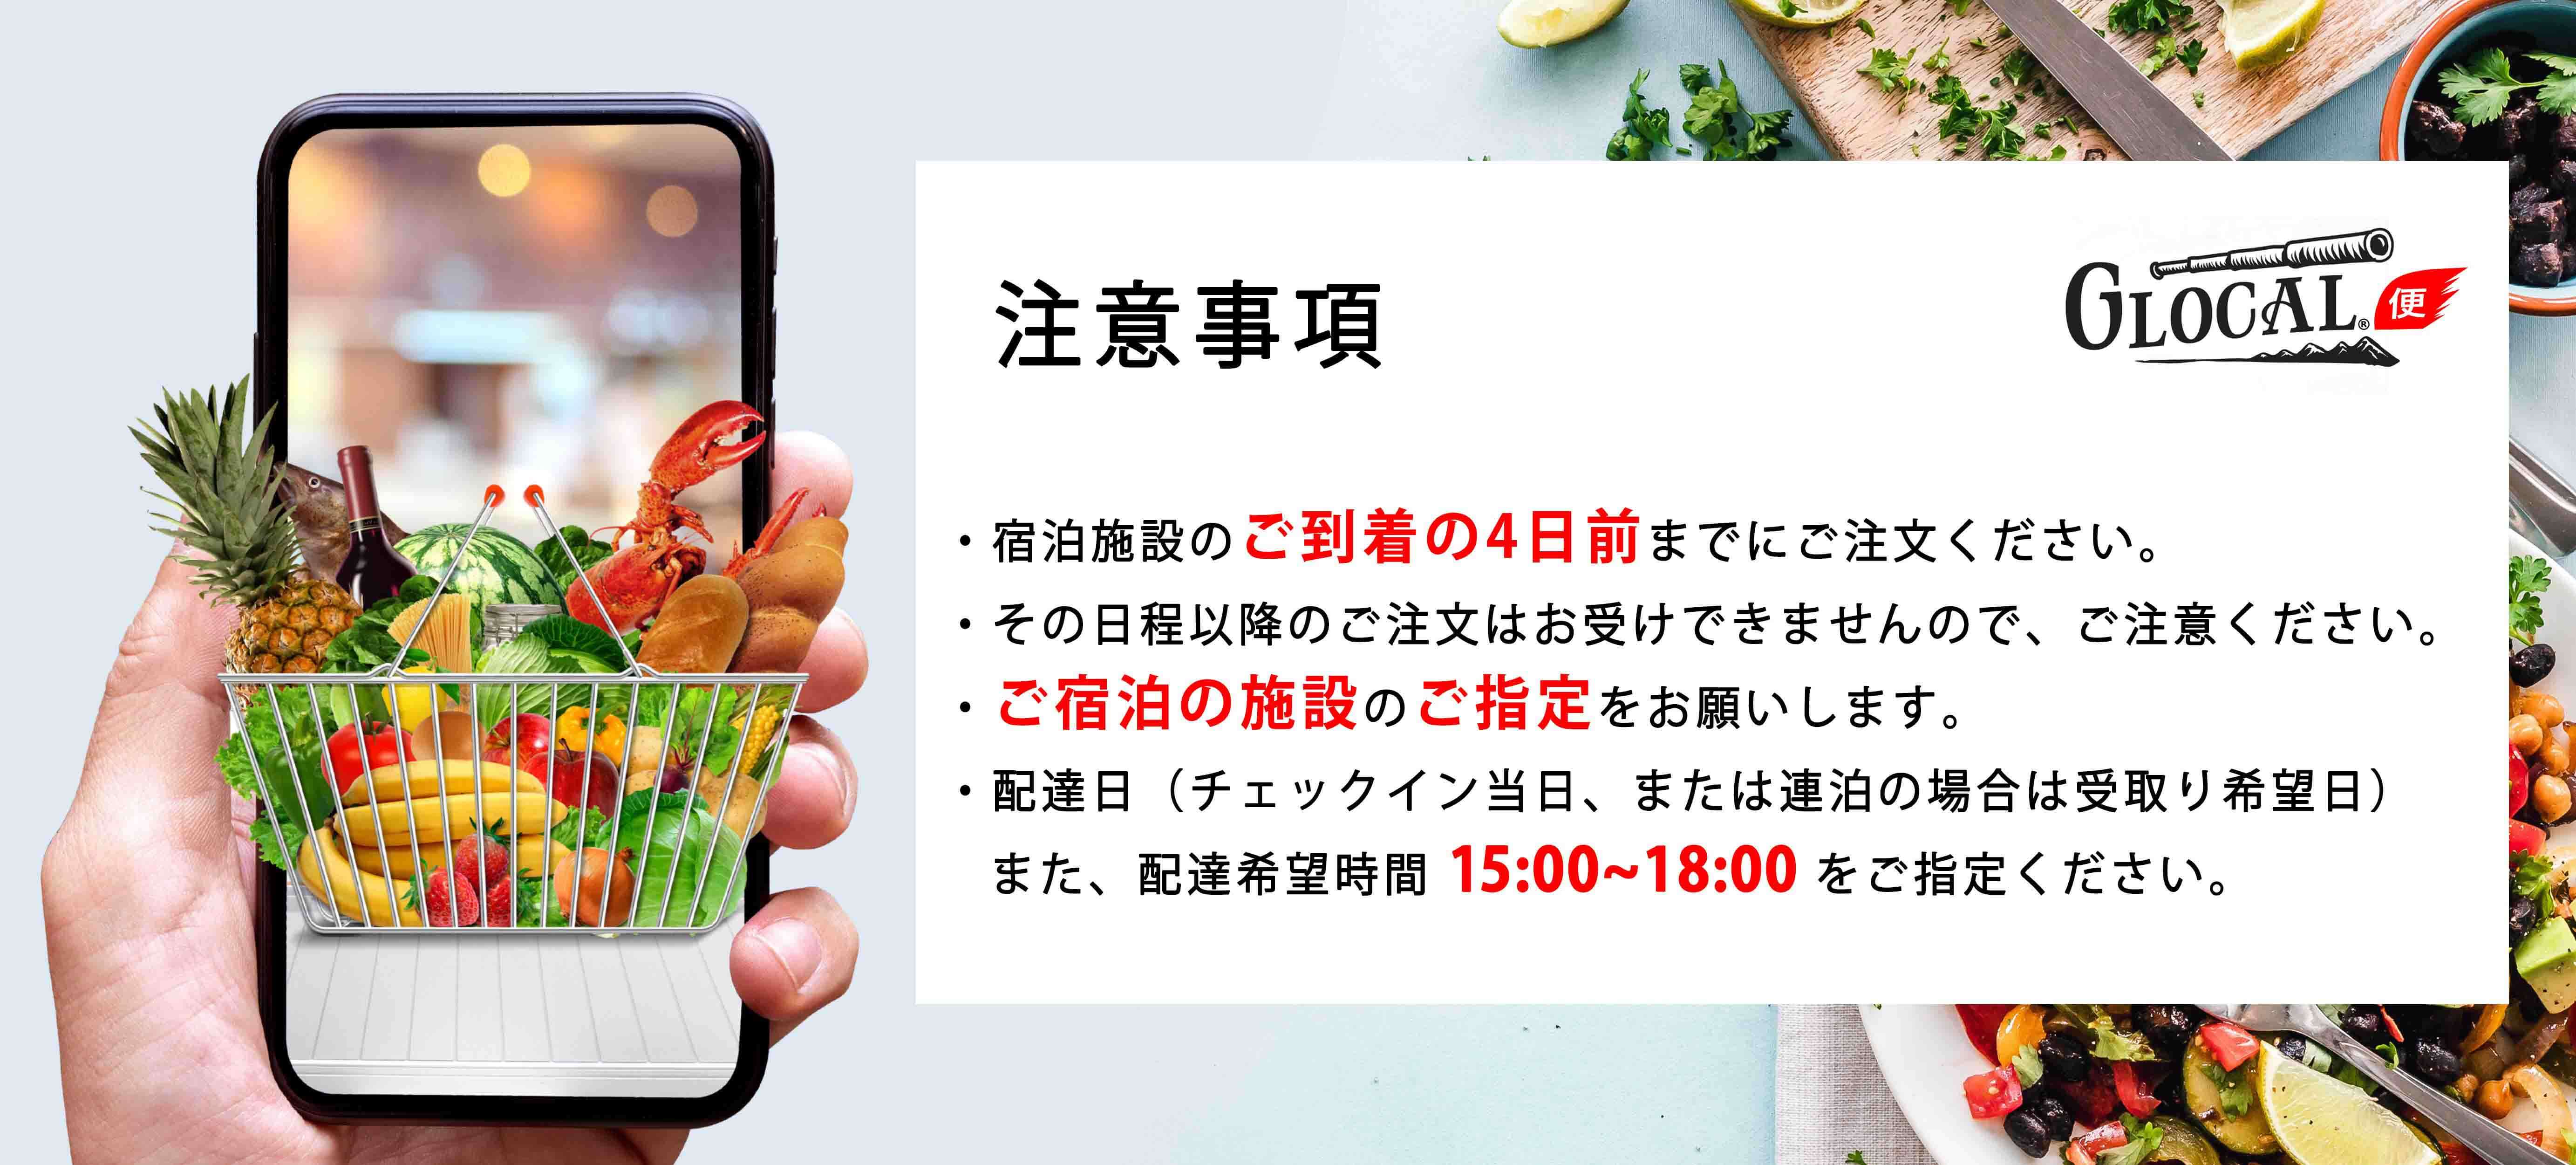 注意事項
GLOCAL® 便
・宿泊施設のご到着の4日前までにご注文ください。
・その日程以降のご注文はお受けできませんので、ご注意ください。
・ご宿泊の施設のご指定をお願いします。
・配達日（チェックイン当日、または連泊の場合は受取り希望日）
また、配達希望時間 15:00~18:00 をご指定ください。